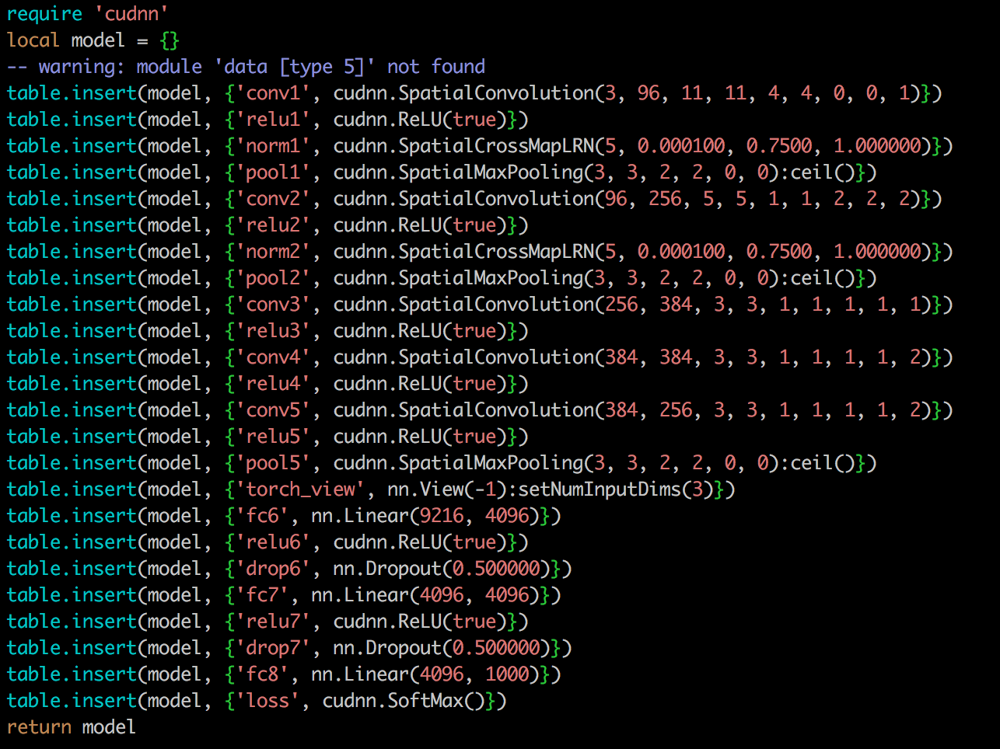 require 'cudnn'
local model = {}
-- warning: module 'data [type 5]' not found
table.insert(model, {'conv1', cudnn.SpatialConvolution(3, 96, 11, 11, 4, 4, 0, 0, 1)})
table.insert(model, {'relu1', cudnn.ReLU(true)})
table.insert(model, {'norm1', cudnn.SpatialCrossMapLRN(5, 0.000100, 0.7500, 1.000000)})
table.insert(model, {'pool1', cudnn.SpatialMaxPooling(3, 3, 2, 2, 0, 0):ceil()})
table.insert(model, {'conv2', cudnn.SpatialConvolution(96, 256, 5, 5, 1, 1, 2, 2, 2)})
table.insert(model, {'relu2', cudnn.ReLU(true)})
table.insert(model, {'norm2', cudnn.SpatialCrossMapLRN(5, 0.000100, 0.7500, 1.000000)})
table.insert(model, {'pool2', cudnn.SpatialMaxPooling(3, 3, 2, 2, 0, 0):ceil()})
table.insert(model, {'conv3', cudnn.SpatialConvolution(256, 384, 3, 3, 1, 1, 1, 1, 1)})
table.insert(model, {'relu3', cudnn.ReLU(true)})
table.insert(model, {'conv4', cudnn.SpatialConvolution(384, 384, 3, 3, 1, 1, 1, 1, 2)})
table.insert(model, {'relu4', cudnn.ReLU(true)})
table.insert(model, {'conv5', cudnn.SpatialConvolution(384, 256, 3, 3, 1, 1, 1, 1, 2)})
table.insert(model, {'relu5', cudnn.ReLU(true)})
table.insert(model, {'pool5', cudnn.SpatialMaxPooling(3, 3, 2, 2, 0, 0):ceil()})
table.insert(model, {'torch_view', nn.View(-1):setNumInputDims(3)})
table.insert(model, {'fc6', nn.Linear(9216, 4096)})
table.insert(model, {'relu6', cudnn.ReLU(true)})
table.insert(model, {'drop6', nn.Dropout(0.500000)})
table.insert(model, {'fc7', nn.Linear(4096, 4096)})
table.insert(model, {'relu7', cudnn.ReLU(true)})
table.insert(model, {'drop7', nn.Dropout(0.500000)})
table.insert(model, {'fc8', nn.Linear(4096, 1000)})
table.insert(model, {'loss', cudnn.SoftMax()})
return model